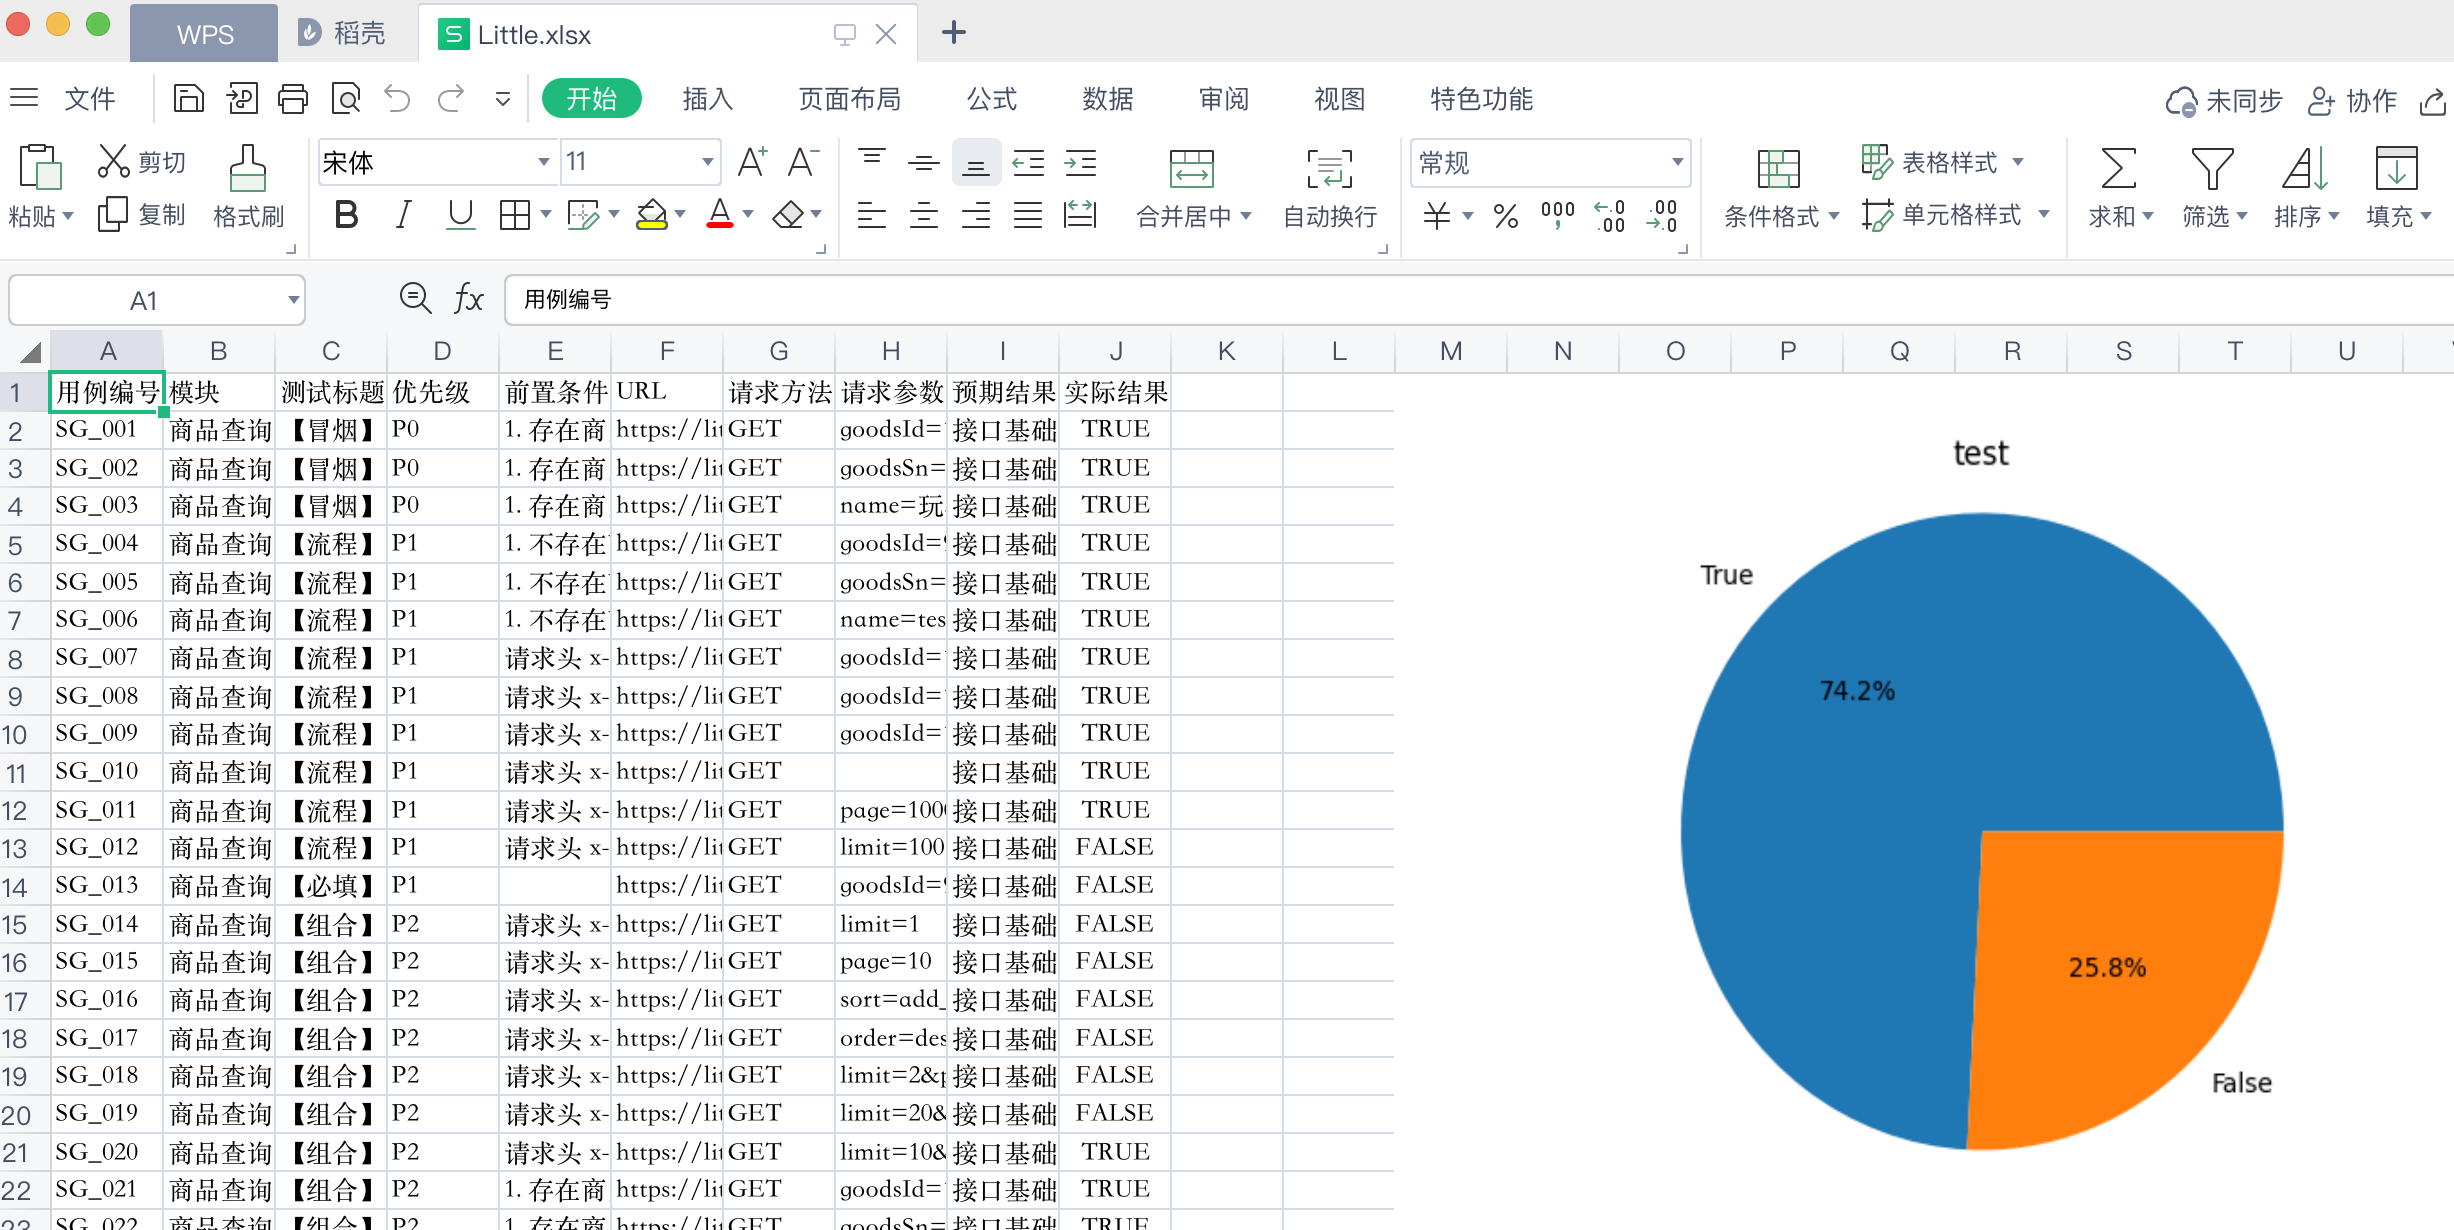 WPS 稻壳 Little.xlsx
文件 开始 插入 页面布局 公式 数据 审阅 视图 特色功能 未同步 协作
剪切 宋体 11 常规 表格样式
粘贴 复制 格式刷 合并居中 自动换行 条件格式 单元格样式 求和 筛选 排序 填充
A1 fx 用例编号
A B C D E F G H I J K L M N O P Q R S T U
1 用例编号 模块 测试标题 优先级 前置条件 URL 请求方法 请求参数 预期结果 实际结果
2 SG_001 商品查询 【冒烟】 P0 1. 存在商 https://lit GET goodsId= 接口基础 TRUE
3 SG_002 商品查询 【冒烟】 P0 1. 存在商 https://lit GET goodsSn= 接口基础 TRUE
4 SG_003 商品查询 【冒烟】 P0 1. 存在商 https://lit GET name=玩 接口基础 TRUE
5 SG_004 商品查询 【流程】 P1 1. 不存在 https://lit GET goodsId=9 接口基础 TRUE
6 SG_005 商品查询 【流程】 P1 1. 不存在 https://lit GET goodsSn= 接口基础 TRUE
7 SG_006 商品查询 【流程】 P1 1. 不存在 https://lit GET name=tes 接口基础 TRUE
8 SG_007 商品查询 【流程】 P1 请求头 x- https://lit GET goodsId= 接口基础 TRUE
9 SG_008 商品查询 【流程】 P1 请求头 x- https://lit GET goodsId= 接口基础 TRUE
10 SG_009 商品查询 【流程】 P1 请求头 x- https://lit GET goodsId= 接口基础 TRUE
11 SG_010 商品查询 【流程】 P1 请求头 x- https://lit GET 接口基础 TRUE
12 SG_011 商品查询 【流程】 P1 请求头 x- https://lit GET page=1000 接口基础 TRUE
13 SG_012 商品查询 【流程】 P1 请求头 x- https://lit GET limit=100 接口基础 FALSE
14 SG_013 商品查询 【必填】 P1 https://lit GET goodsId=9 接口基础 FALSE
15 SG_014 商品查询 【组合】 P2 请求头 x- https://lit GET limit=1 接口基础 FALSE
16 SG_015 商品查询 【组合】 P2 请求头 x- https://lit GET page=10 接口基础 FALSE
17 SG_016 商品查询 【组合】 P2 请求头 x- https://lit GET sort=add_ 接口基础 FALSE
18 SG_017 商品查询 【组合】 P2 请求头 x- https://lit GET order=des 接口基础 FALSE
19 SG_018 商品查询 【组合】 P2 请求头 x- https://lit GET limit=2&p 接口基础 FALSE
20 SG_019 商品查询 【组合】 P2 请求头 x- https://lit GET limit=20& 接口基础 FALSE
21 SG_020 商品查询 【组合】 P2 请求头 x- https://lit GET limit=10& 接口基础 TRUE
22 SG_021 商品查询 【组合】 P2 1. 存在商 https://lit GET goodsId= 接口基础 TRUE
23 SG_022 商品查询 【组合】 P2 1. 存在商 https://lit GET goodsSn= 接口基础 TRUE
test
True
74.2%
25.8%
False